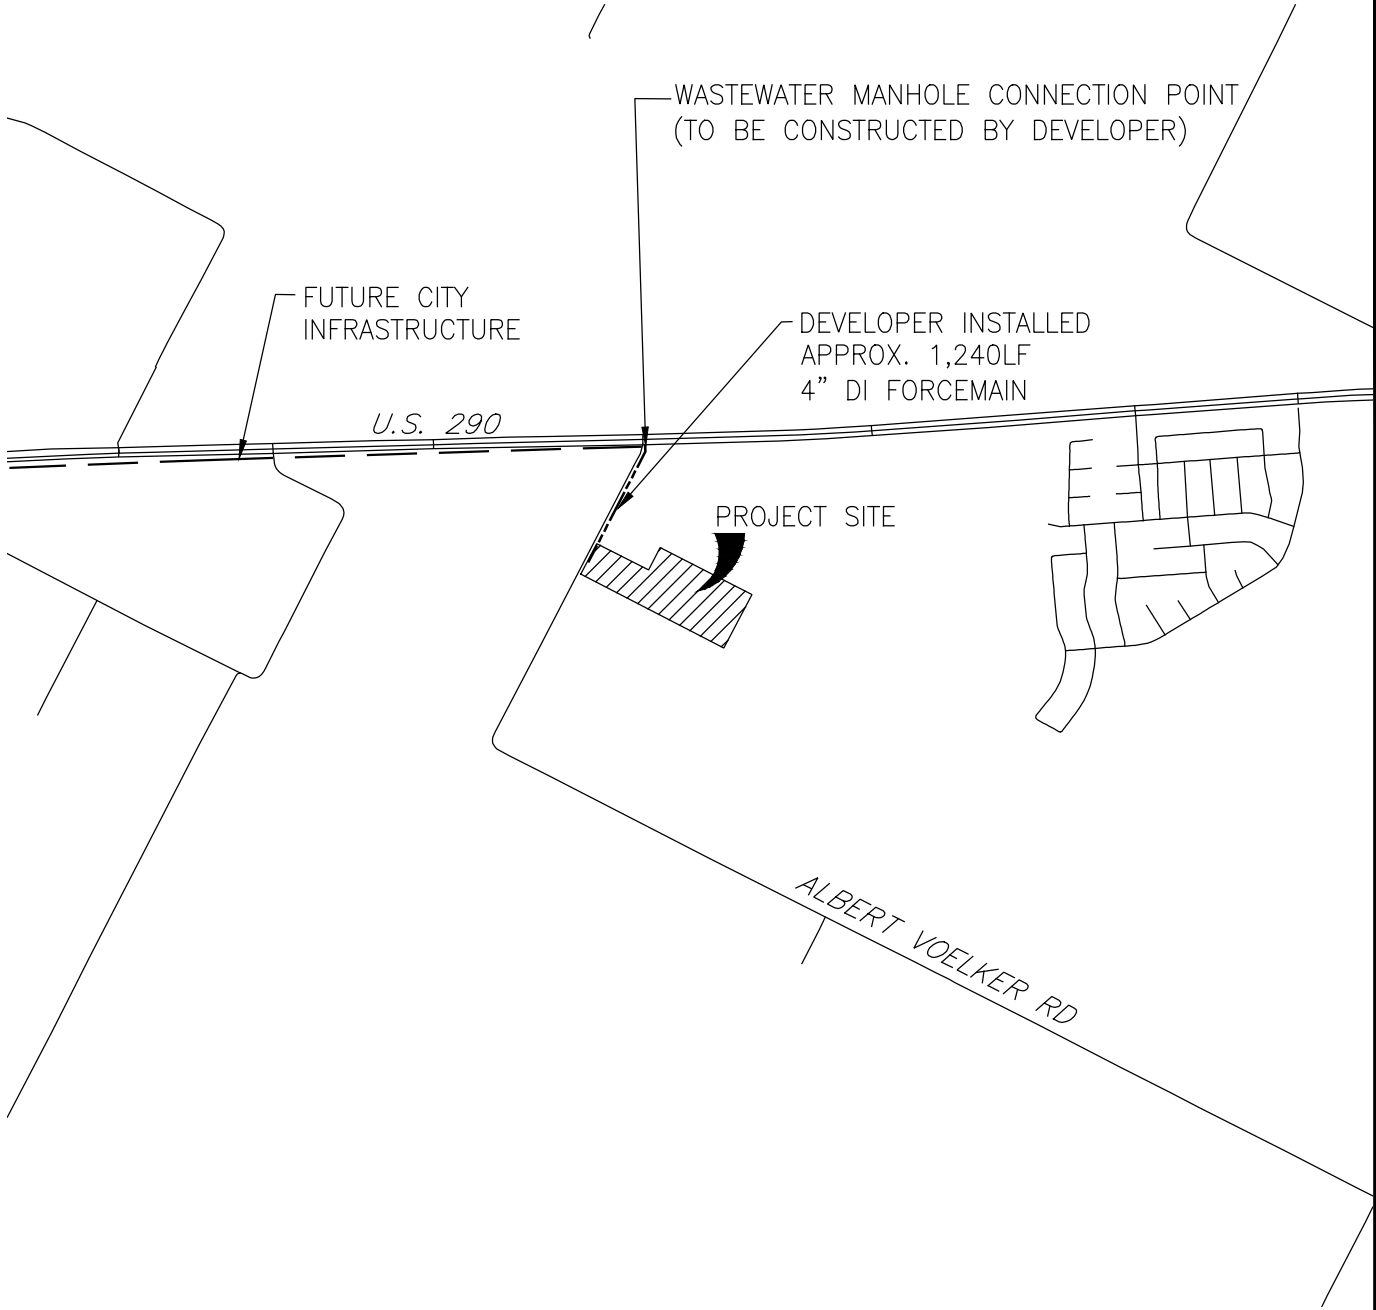 WASTEWATER MANHOLE CONNECTION POINT
(TO BE CONSTRUCTED BY DEVELOPER)
FUTURE CITY
INFRASTRUCTURE
DEVELOPER INSTALLED
APPROX. 1,240LF
4” DI FORCEMAIN
U.S. 290
PROJECT SITE
ALBERT VOELKER RD